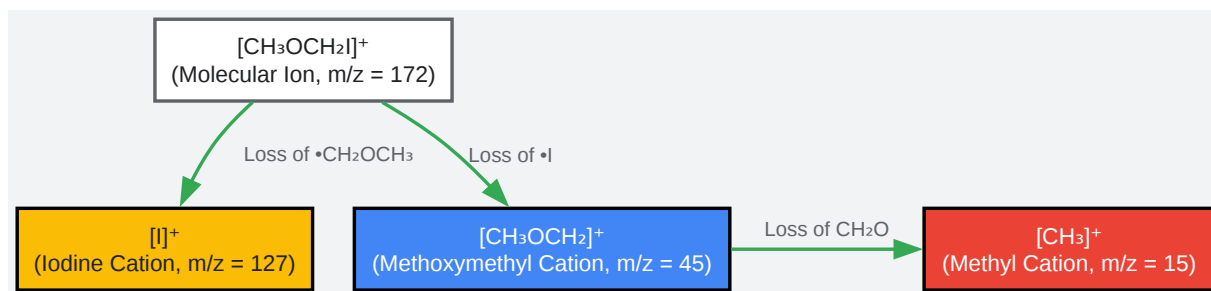 [CH₃OCH₂I]⁺
(Molecular Ion, m/z = 172)
Loss of •CH₂OCH₃
Loss of •I
[I]⁺
(Iodine Cation, m/z = 127)
[CH₃OCH₂]⁺
(Methoxymethyl Cation, m/z = 45)
Loss of CH₂O
[CH₃]⁺
(Methyl Cation, m/z = 15)